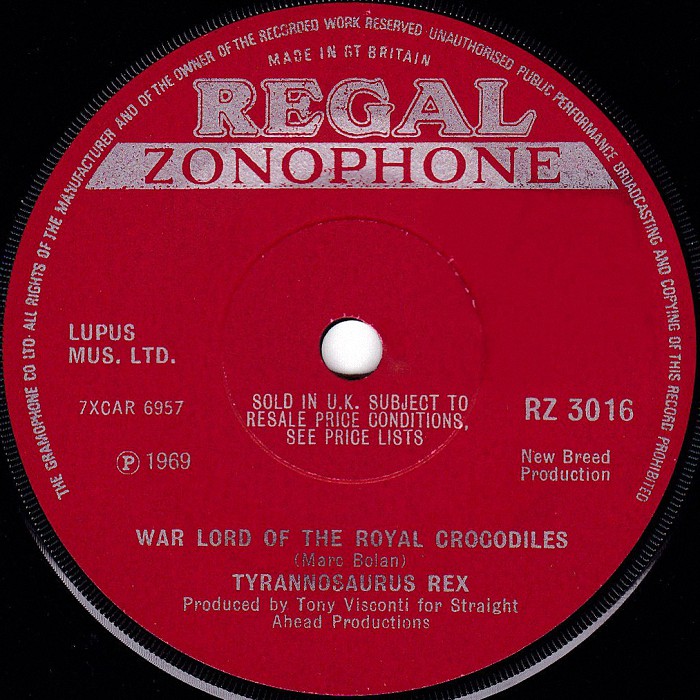 THE GRAMOPHONE CO LTD· ALL RIGHTS OF THE MANUFACTURER AND OF THE OWNER OF THE RECORDED WORK RESERVED · UNAUTHORISED PUBLIC PERFORMANCE BROADCASTING AND COPYING OF THIS RECORD PROHIBITED
MADE IN GT BRITAIN
REGAL
ZONOPHONE
LUPUS
MUS. LTD.
7XCAR 6957
℗ 1969
SOLD IN U.K. SUBJECT TO
RESALE PRICE CONDITIONS,
SEE PRICE LISTS
RZ 3016
New Breed
Production
WAR LORD OF THE ROYAL CROCODILES
(Marc Bolan)
TYRANNOSAURUS REX
Produced by Tony Visconti for Straight
Ahead Productions